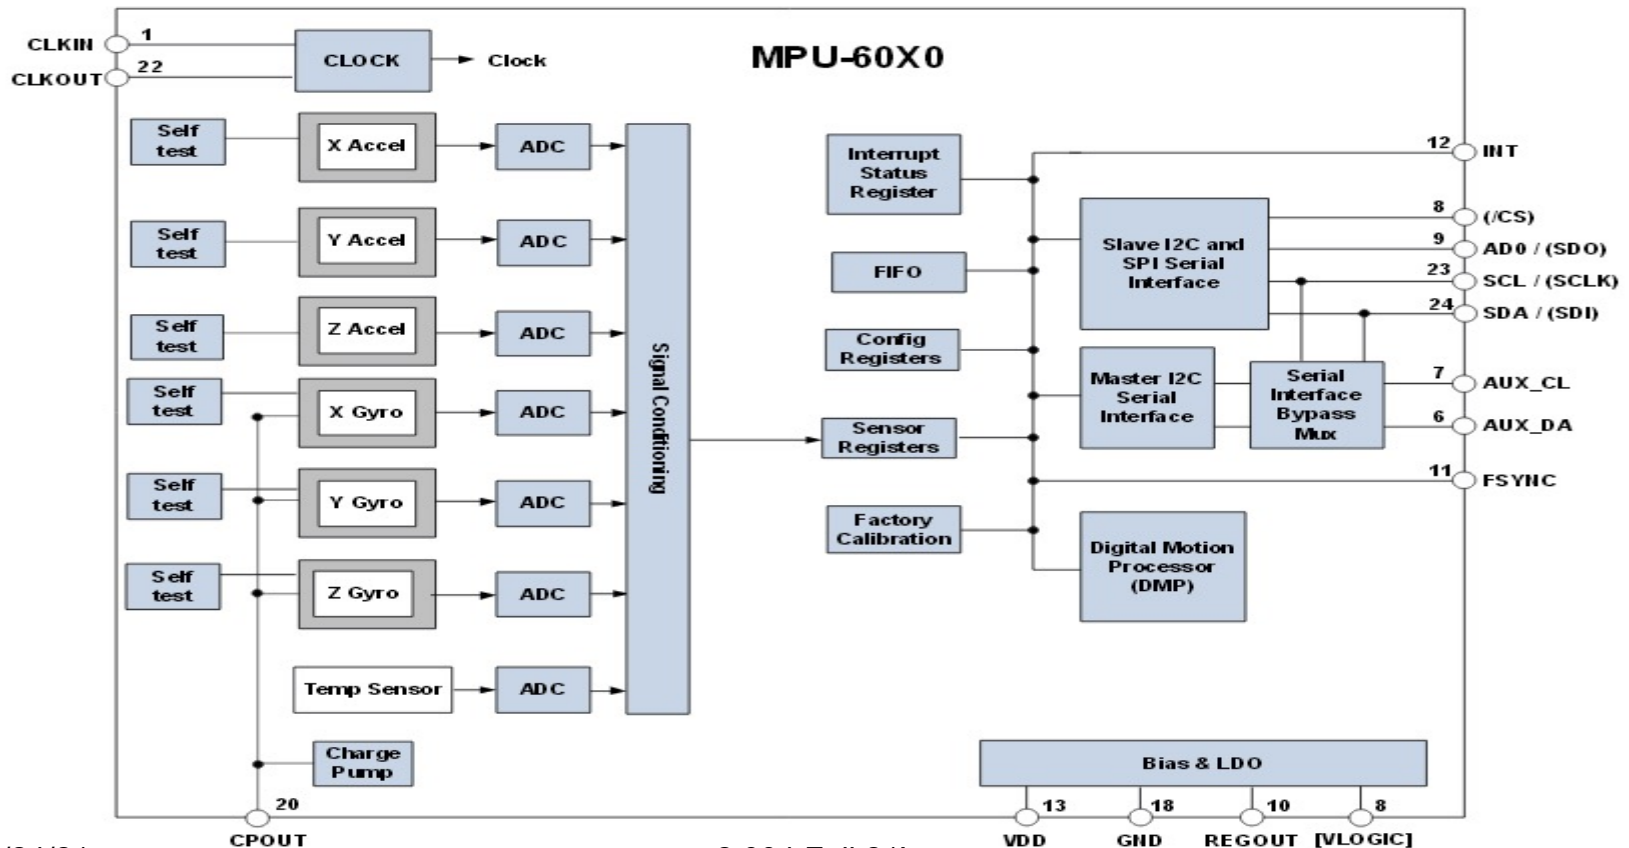 MPU-60X0
CLKIN
1
CLKOUT
22
CLOCK
Clock
Self
test
X Accel
ADC
Self
test
Y Accel
ADC
Self
test
Z Accel
ADC
Self
test
X Gyro
ADC
Self
test
Y Gyro
ADC
Self
test
Z Gyro
ADC
Temp Sensor
ADC
Charge
Pump
20
CPOUT
Signal Conditioning
Interrupt
Status
Register
FIFO
Config
Registers
Sensor
Registers
Factory
Calibration
Slave I2C and
SPI Serial
Interface
Master I2C
Serial
Interface
Serial
Interface
Bypass
Mux
Digital Motion
Processor
(DMP)
12
INT
8
(/CS)
9
AD0 / (SDO)
23
SCL / (SCLK)
24
SDA / (SDI)
7
AUX_CL
6
AUX_DA
11
FSYNC
Bias & LDO
13
VDD
18
GND
10
REGOUT
8
[VLOGIC]